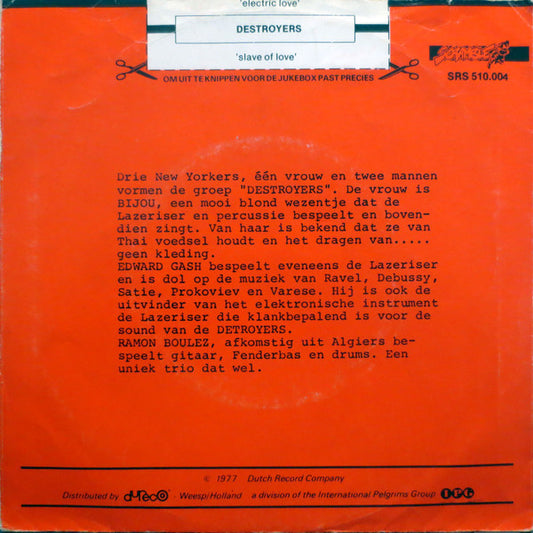 'electric love'
DESTROYERS
'slave of love'
OM UIT TE KNIPPEN VOOR DE JUKEBOX PAST PRECIES
SRS 510.004
Drie New Yorkers, één vrouw en twee mannen
vormen de groep "DESTROYERS". De vrouw is
BIJOU, een mooi blond wezentje dat de
Lazeriser en percussie bespeelt en boven-
dien zingt. Van haar is bekend dat ze van
Thai voedsel houdt en het dragen van.....
geen kleding.
EDWARD GASH bespeelt eveneens de Lazeriser
en is dol op de muziek van Ravel, Debussy,
Satie, Prokoviev en Varese. Hij is ook de
uitvinder van het elektronische instrument
de Lazeriser die klankbepalend is voor de
sound van de DETROYERS.
RAMON BOULEZ, afkomstig uit Algiers be-
speelt gitaar, Fenderbas en drums. Een
uniek trio dat wel.
© 1977 Dutch Record Company
Distributed by dureco - Weesp/Holland a division of the International Pelgrims Group IPG